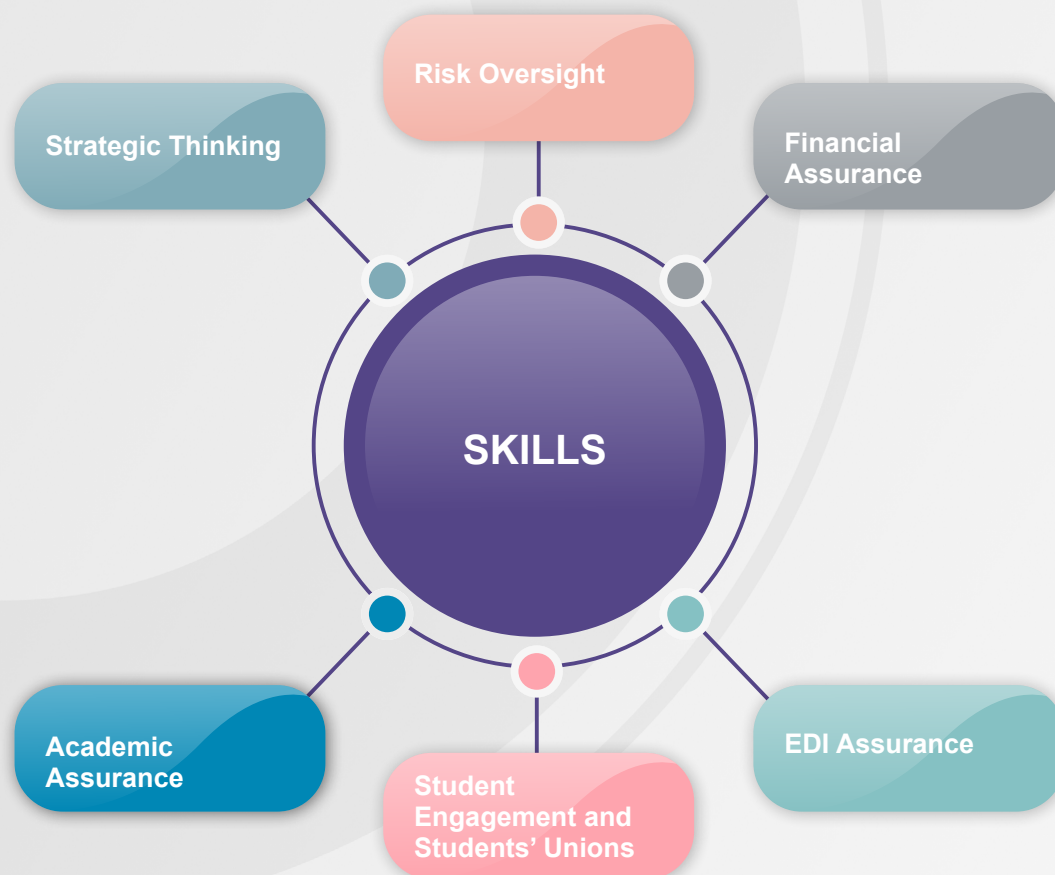 Risk Oversight
Strategic Thinking
Financial
Assurance
SKILLS
Academic
Assurance
EDI Assurance
Student
Engagement and
Students’ Unions